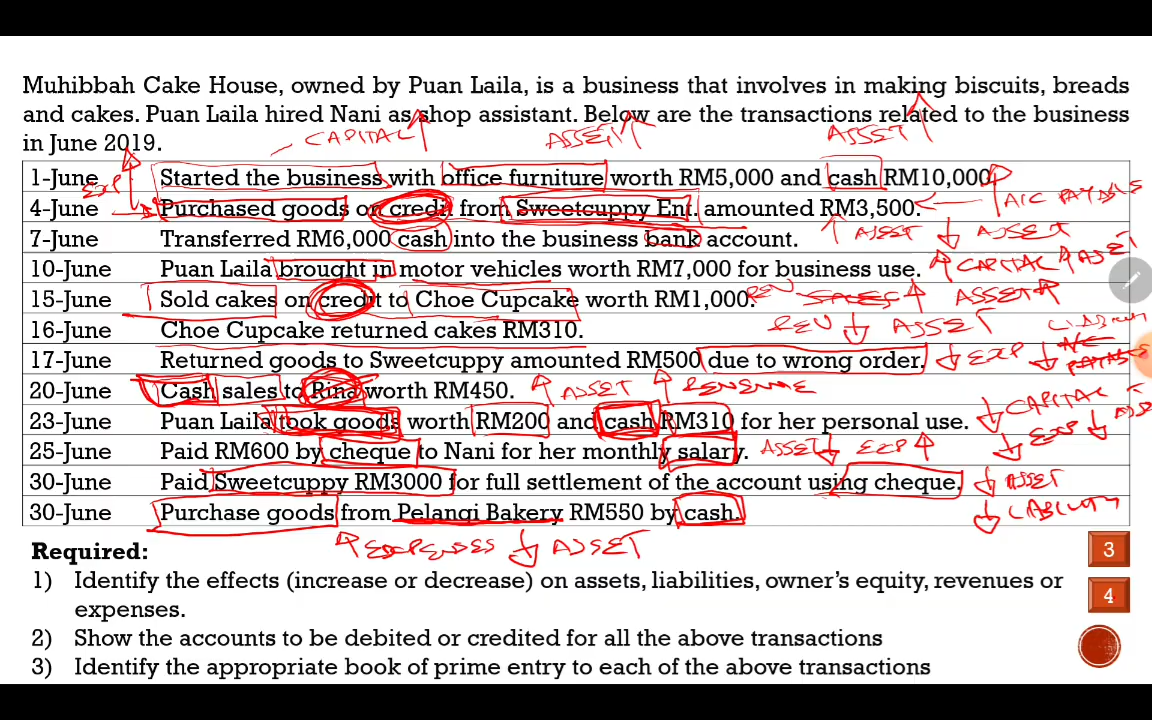 Muhibbah Cake House, owned by Puan Laila, is a business that involves in making biscuits, breads
and cakes. Puan Laila hired Nani as shop assistant. Below are the transactions related to the business
in June 2019.
CAPITAL ASSET ASSET
1-June Started the business with office furniture worth RM5,000 and cash RM10,000.
EXP
4-June Purchased goods on credit from Sweetcuppy Ent. amounted RM3,500. A/C PAYABLE
7-June Transferred RM6,000 cash into the business bank account. ASSET ASSET
10-June Puan Laila brought in motor vehicles worth RM7,000 for business use. CAPITAL ASSET
15-June Sold cakes on credit to Choe Cupcake worth RM1,000. REV SALES ASSET
16-June Choe Cupcake returned cakes RM310. REV ASSET
LIABILITY
17-June Returned goods to Sweetcuppy amounted RM500 due to wrong order. EXP
20-June Cash sales to Rina worth RM450. ASSET REVENUE
23-June Puan Laila took goods worth RM200 and cash RM310 for her personal use. CAPITAL
EXP
25-June Paid RM600 by cheque to Nani for her monthly salary. ASSET EXP
30-June Paid Sweetcuppy RM3000 for full settlement of the account using cheque. ASSET
30-June Purchase goods from Pelangi Bakery RM550 by cash. LIABILITY
EXPENSES ASSET
Required:
3
1) Identify the effects (increase or decrease) on assets, liabilities, owner's equity, revenues or
4
expenses.
2) Show the accounts to be debited or credited for all the above transactions
3) Identify the appropriate book of prime entry to each of the above transactions